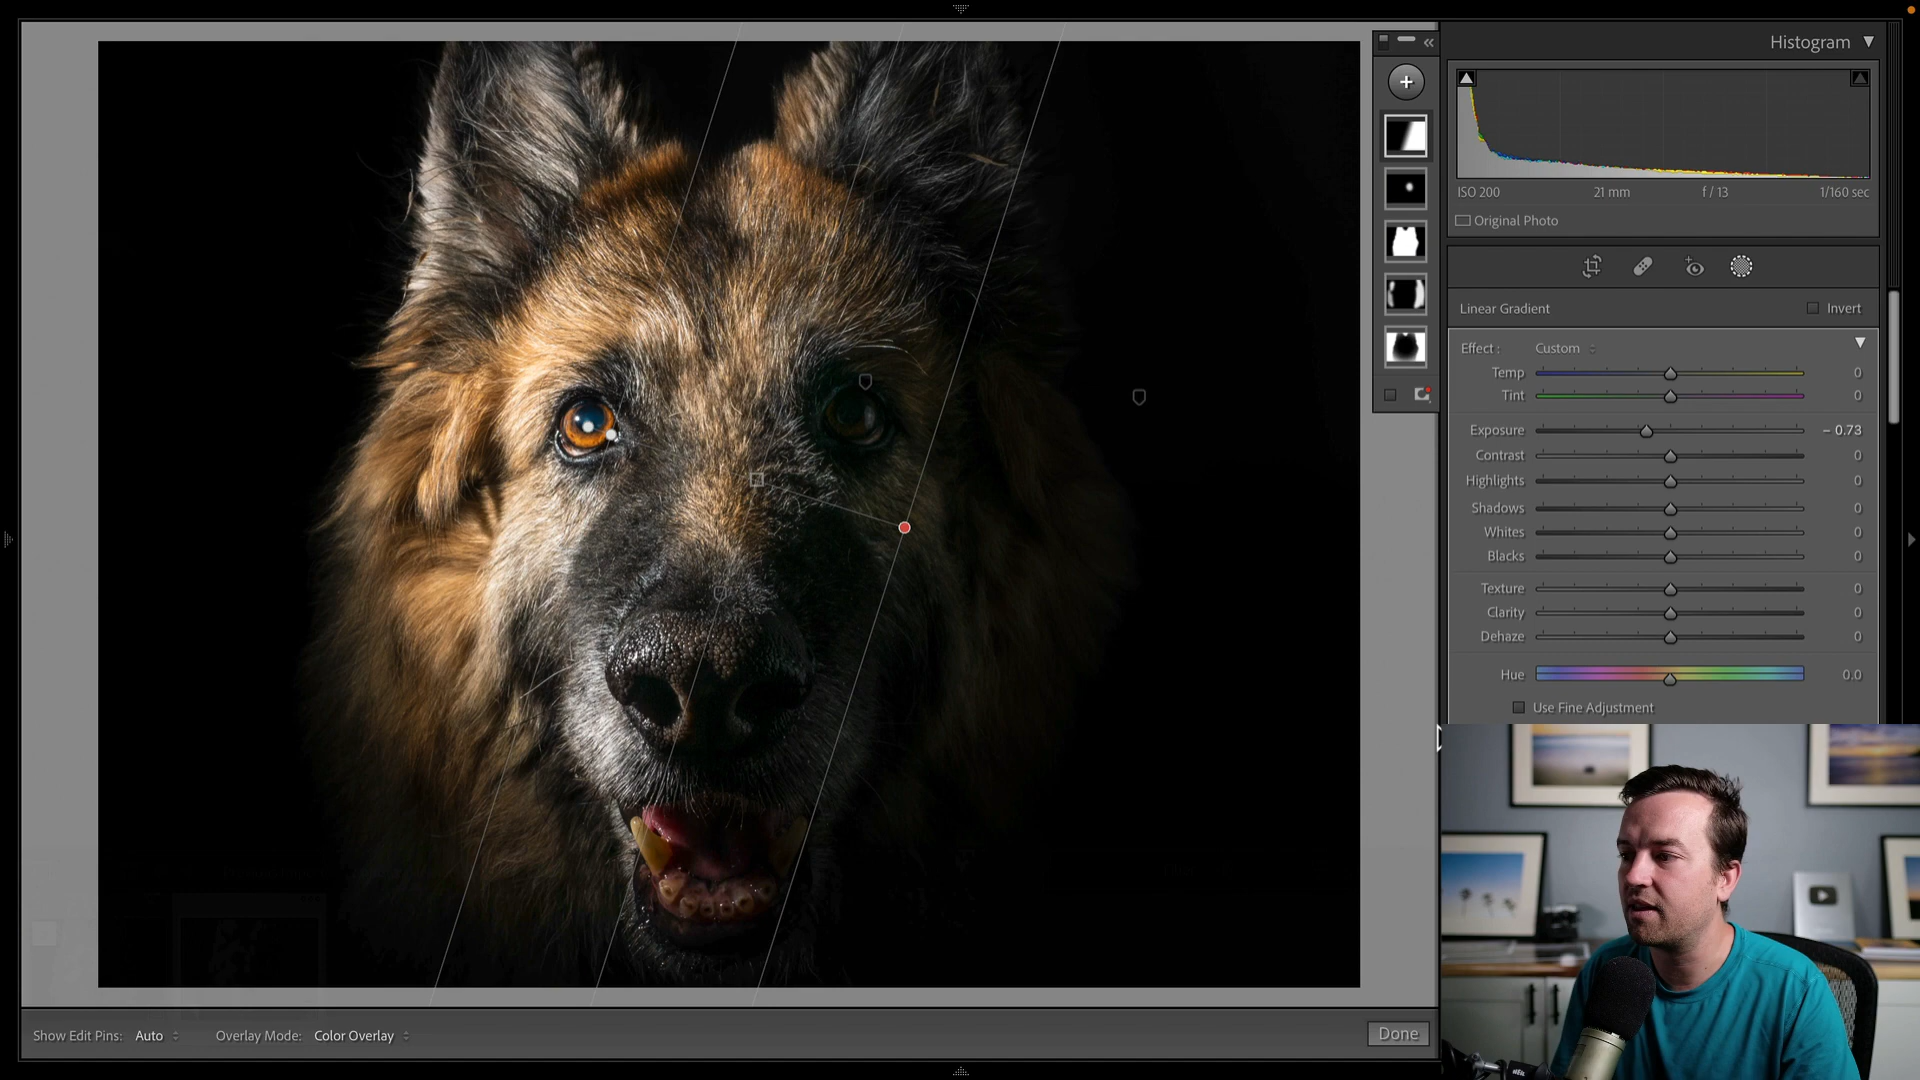 Histogram
ISO 200 21 mm f / 13 1/160 sec
Original Photo
Linear Gradient Invert
Effect : Custom
Temp 0
Tint 0
Exposure – 0.73
Contrast 0
Highlights 0
Shadows 0
Whites 0
Blacks 0
Texture 0
Clarity 0
Dehaze 0
Hue 0.0
Use Fine Adjustment
Show Edit Pins: Auto Overlay Mode: Color Overlay Done